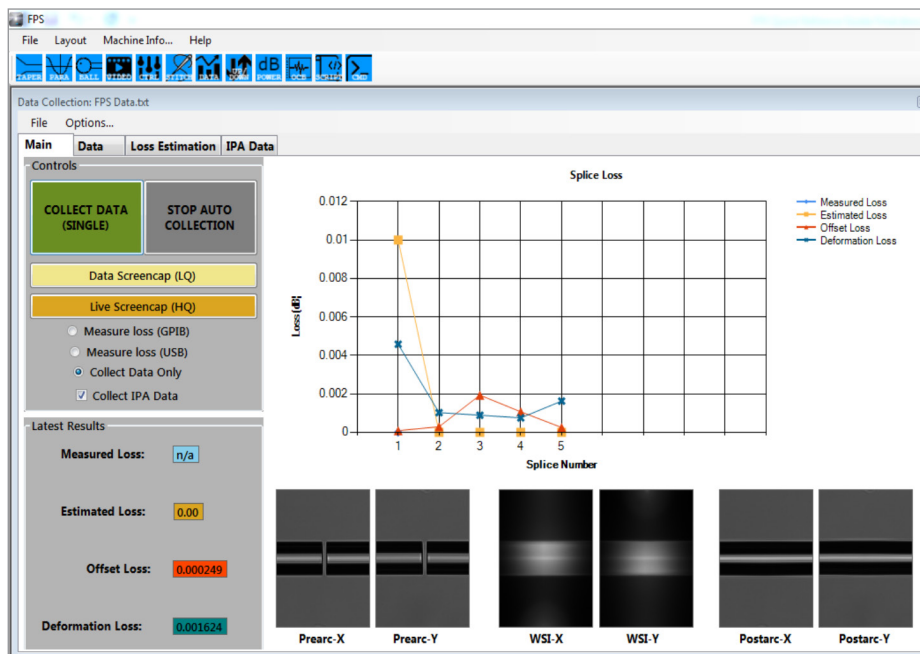 FPS
File Layout Machine Info... Help
TAPER PARA BALL VIDEO CTRL STITCH DATA dB POWER OCE SCRIPT CMD
Data Collection: FPS Data.txt
File Options...
Main Data Loss Estimation IPA Data
Controls
COLLECT DATA
(SINGLE)
STOP AUTO
COLLECTION
Data Screencap (LQ)
Live Screencap (HQ)
Measure loss (GPIB)
Measure loss (USB)
Collect Data Only
Collect IPA Data
Latest Results
Measured Loss: n/a
Estimated Loss: 0.00
Offset Loss: 0.000249
Deformation Loss: 0.001624
Splice Loss
0.012
0.01
0.008
0.006
0.004
0.002
0
Loss(dB)
1 2 3 4 5
Splice Number
Measured Loss
Estimated Loss
Offset Loss
Deformation Loss
Prearc-X Prearc-Y WSI-X WSI-Y Postarc-X Postarc-Y